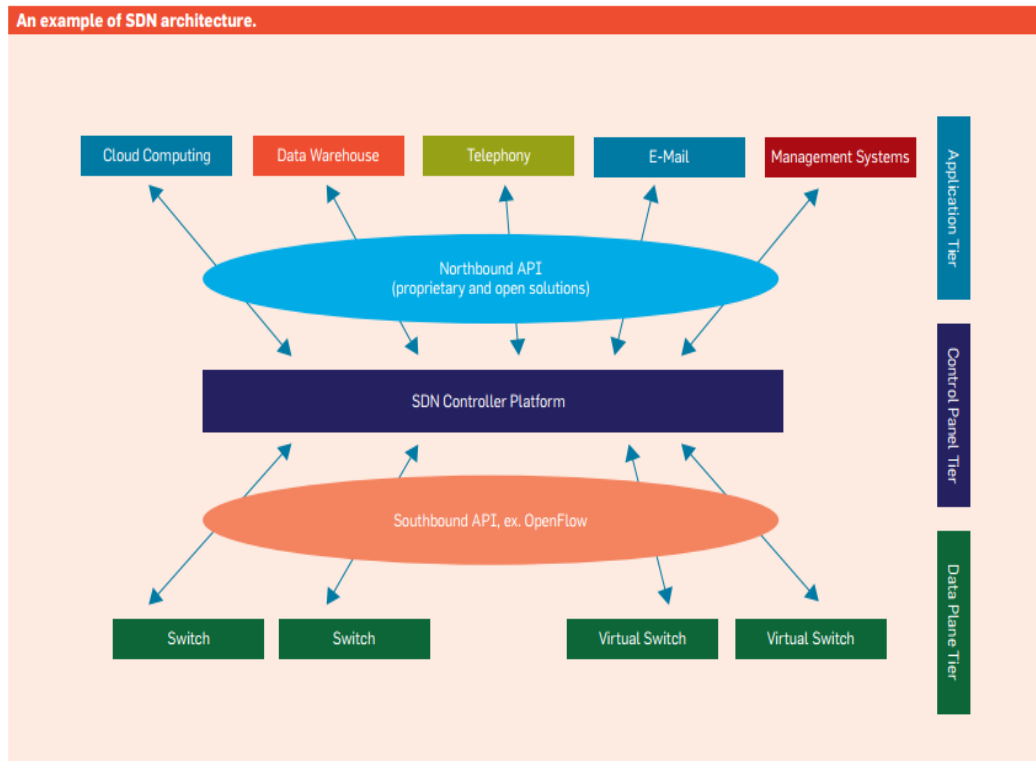 An example of SDN architecture.
Cloud Computing
Data Warehouse
Telephony
E-Mail
Management Systems
Application Tier
Northbound API
(proprietary and open solutions)
Control Panel Tier
SDN Controller Platform
Southbound API, ex. OpenFlow
Data Plane Tier
Switch
Switch
Virtual Switch
Virtual Switch